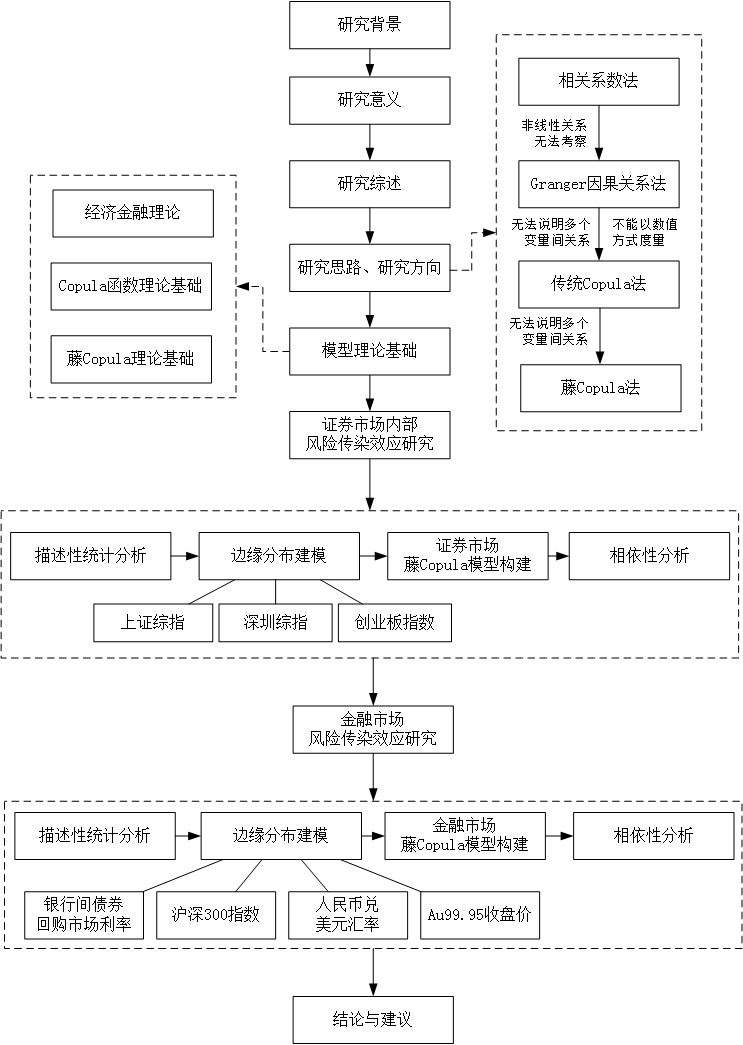 研究背景
研究意义
研究综述
研究思路、研究方向
模型理论基础
证券市场内部
风险传染效应研究
相关系数法
非线性关系
无法考察
Granger因果关系法
无法说明多个
变量间关系
不能以数值
方式度量
传统Copula法
无法说明多个
变量间关系
藤Copula法
经济金融理论
Copula函数理论基础
藤Copula理论基础
描述性统计分析
边缘分布建模
证券市场
藤Copula模型构建
相依性分析
上证综指
深圳综指
创业板指数
金融市场
风险传染效应研究
描述性统计分析
边缘分布建模
金融市场
藤Copula模型构建
相依性分析
银行间债券
回购市场利率
沪深300指数
人民币兑
美元汇率
Au99.95收盘价
结论与建议